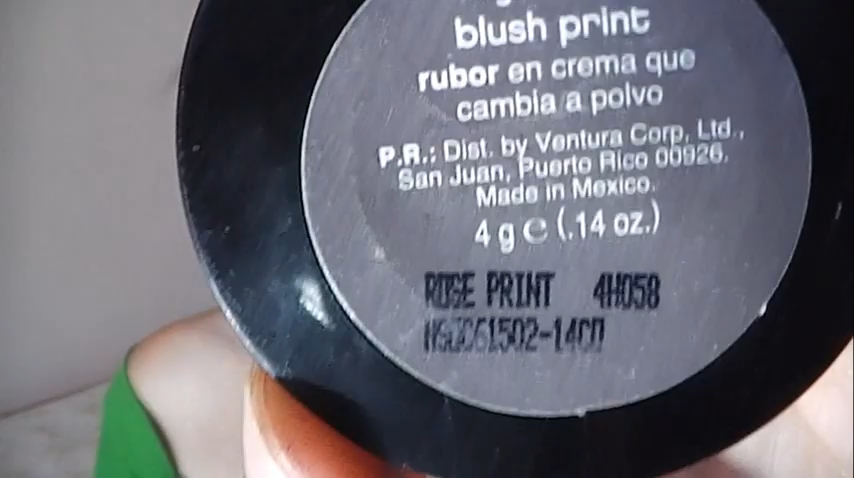 blush print
rubor en crema que
cambia a polvo
P.R.: Dist. by Ventura Corp. Ltd.,
San Juan, Puerto Rico 00926.
Made in Mexico.
4 g e (.14 oz.)
ROSE PRINT 4H058